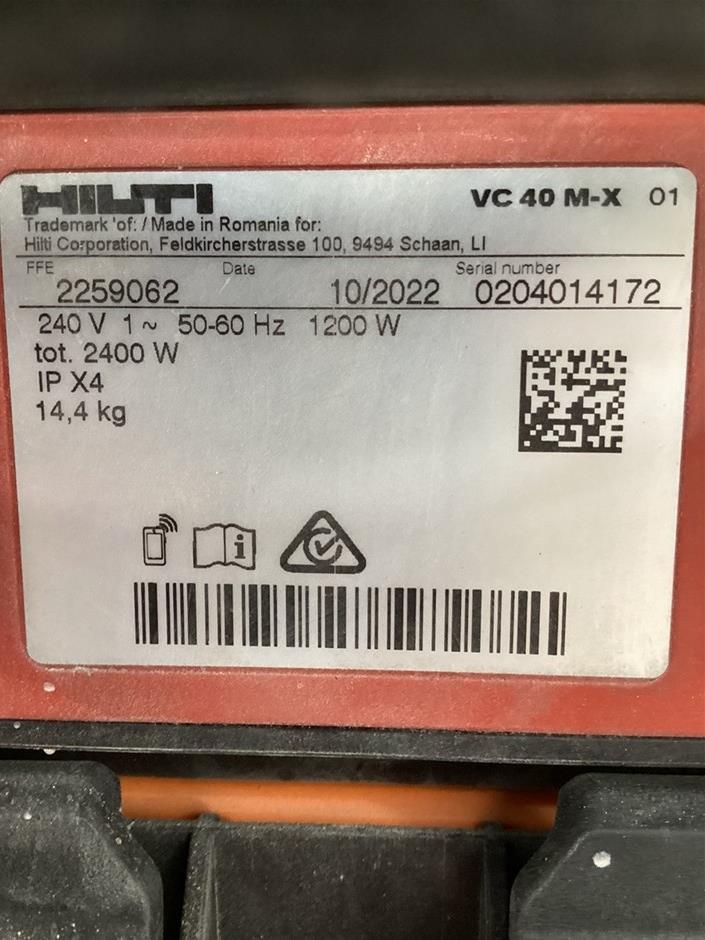 HILTI VC 40 M-X 01
Trademark of: / Made in Romania for:
Hilti Corporation, Feldkircherstrasse 100, 9494 Schaan, LI
FFE Date Serial number
2259062 10/2022 0204014172
240 V 1~ 50-60 Hz 1200 W
tot. 2400 W
IP X4
14,4 kg